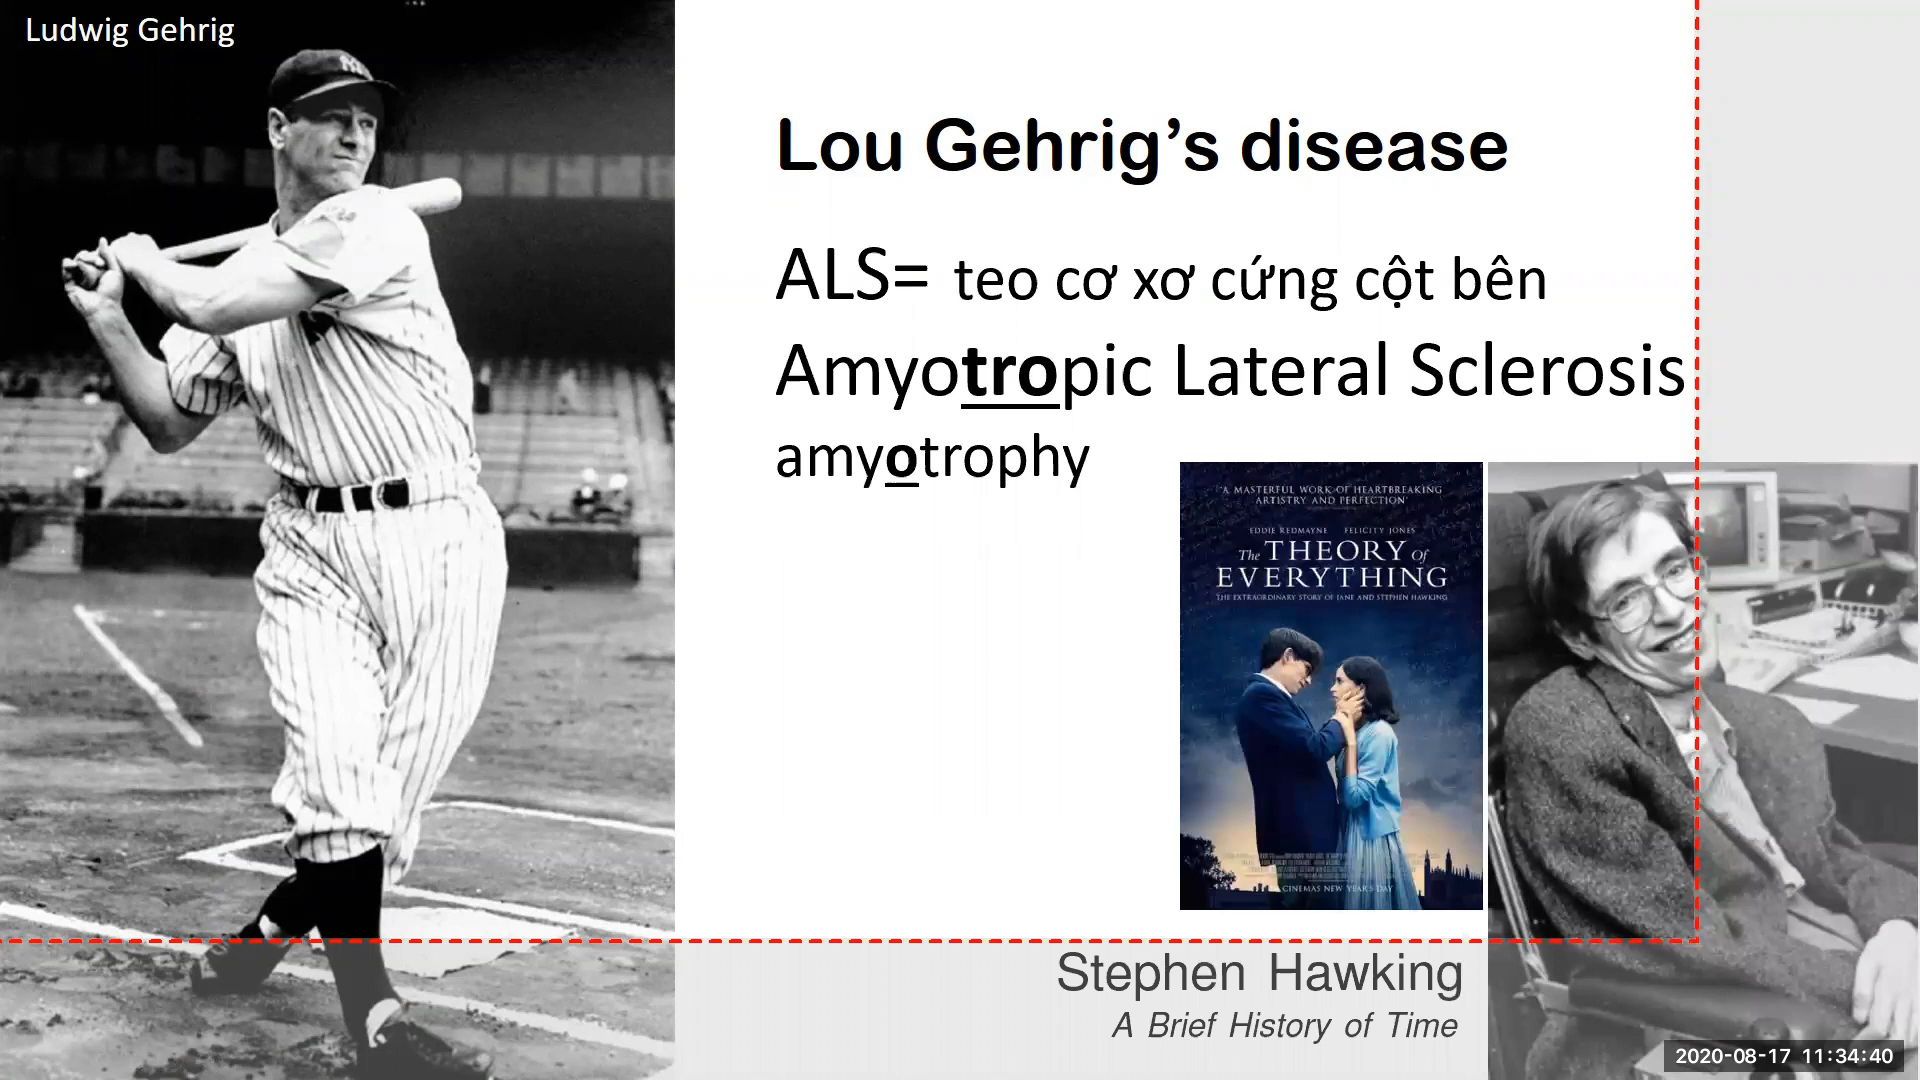 Ludwig Gehrig
Lou Gehrig’s disease
ALS= teo cơ xơ cứng cột bên
Amyotropic Lateral Sclerosis
amyotrophy
"A MASTERFUL WORK OF HEARTBREAKING
ARTISTRY AND PERFECTION"
EDDIE REDMAYNE FELICITY JONES
The THEORY Of
EVERYTHING
THE EXTRAORDINARY STORY OF JANE AND STEPHEN HAWKING
CINEMAS NEW YEAR'S DAY
Stephen Hawking
A Brief History of Time
2020-08-17 11:34:40